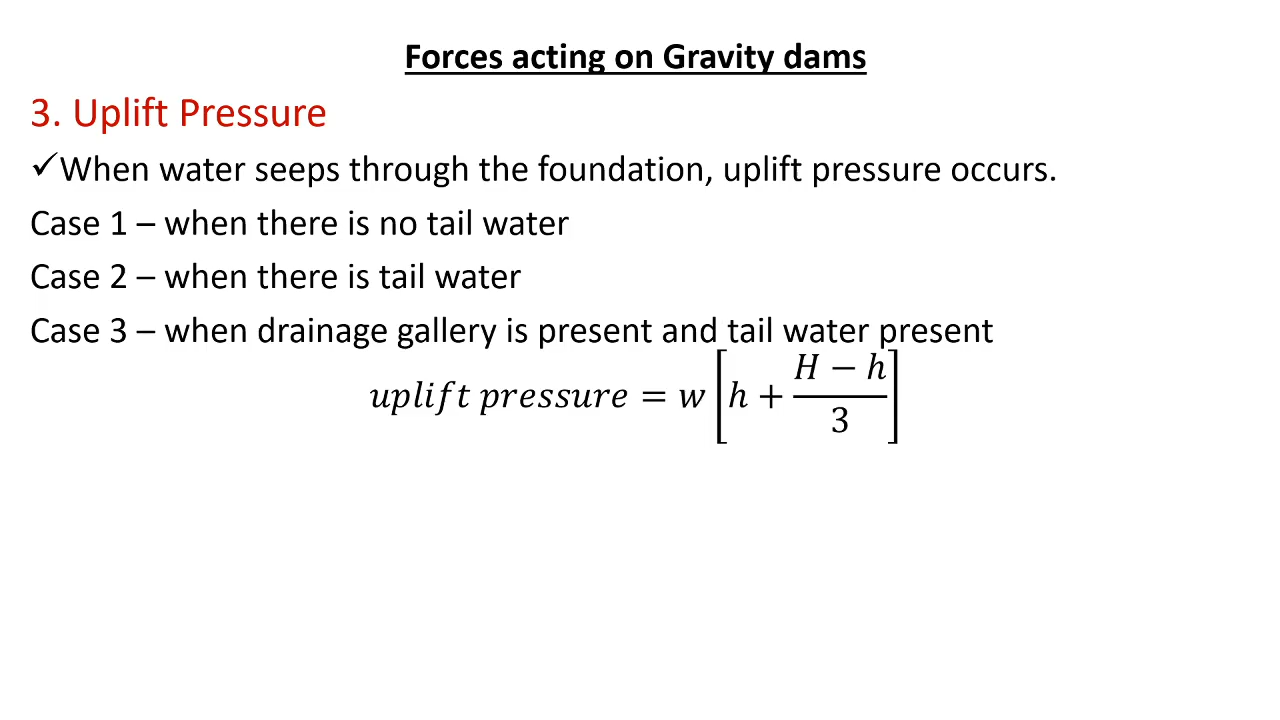 Forces acting on Gravity dams
3. Uplift Pressure
✓When water seeps through the foundation, uplift pressure occurs.
Case 1 – when there is no tail water
Case 2 – when there is tail water
Case 3 – when drainage gallery is present and tail water present
uplift pressure = w [h + (H − h)/3]